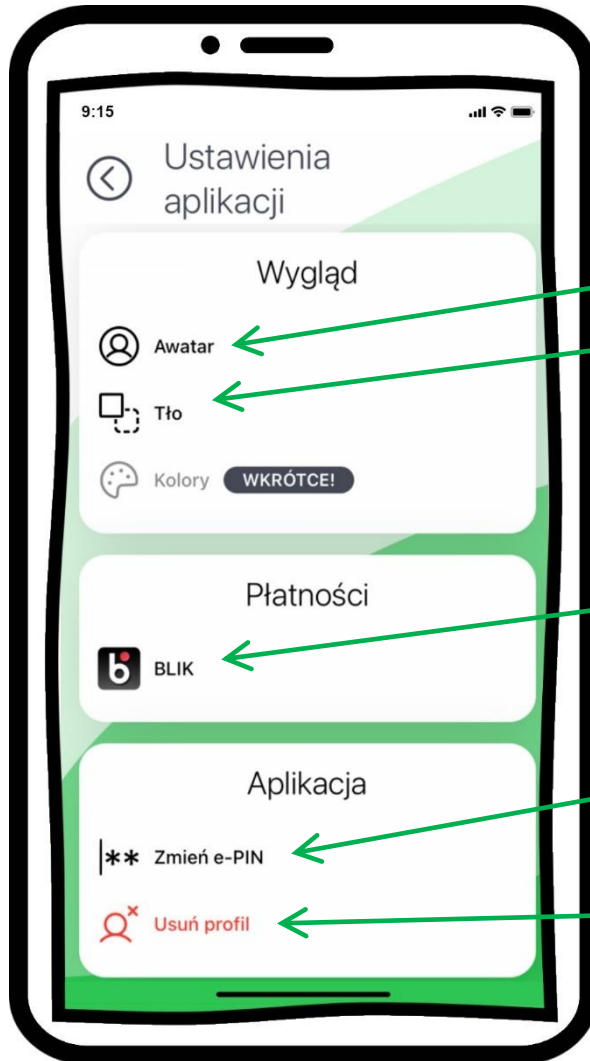 9:15
Ustawienia
aplikacji
Wygląd
Awatar
Tło
Kolory WKRÓTCE!
Płatności
BLIK
Aplikacja
|** Zmień e-PIN
Usuń profil